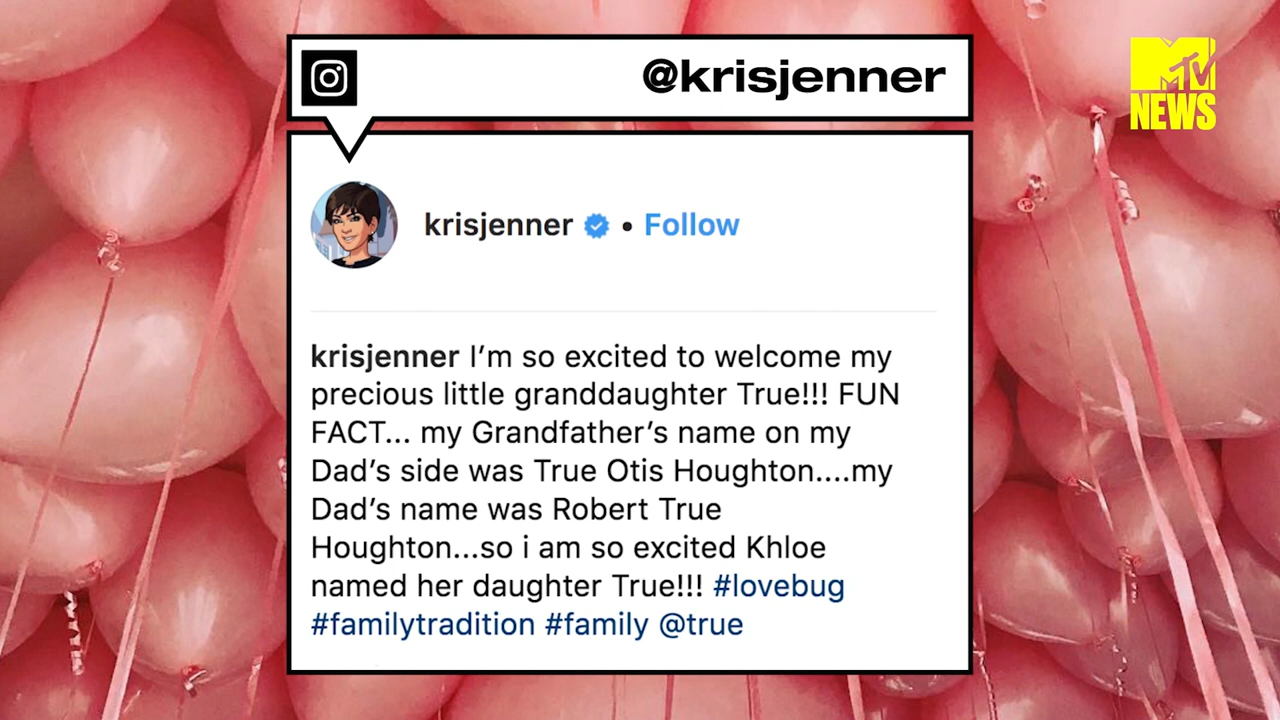 @krisjenner
MTV
NEWS
krisjenner • Follow
krisjenner I’m so excited to welcome my
precious little granddaughter True!!! FUN
FACT... my Grandfather’s name on my
Dad’s side was True Otis Houghton....my
Dad’s name was Robert True
Houghton...so i am so excited Khloe
named her daughter True!!! #lovebug
#familytradition #family @true